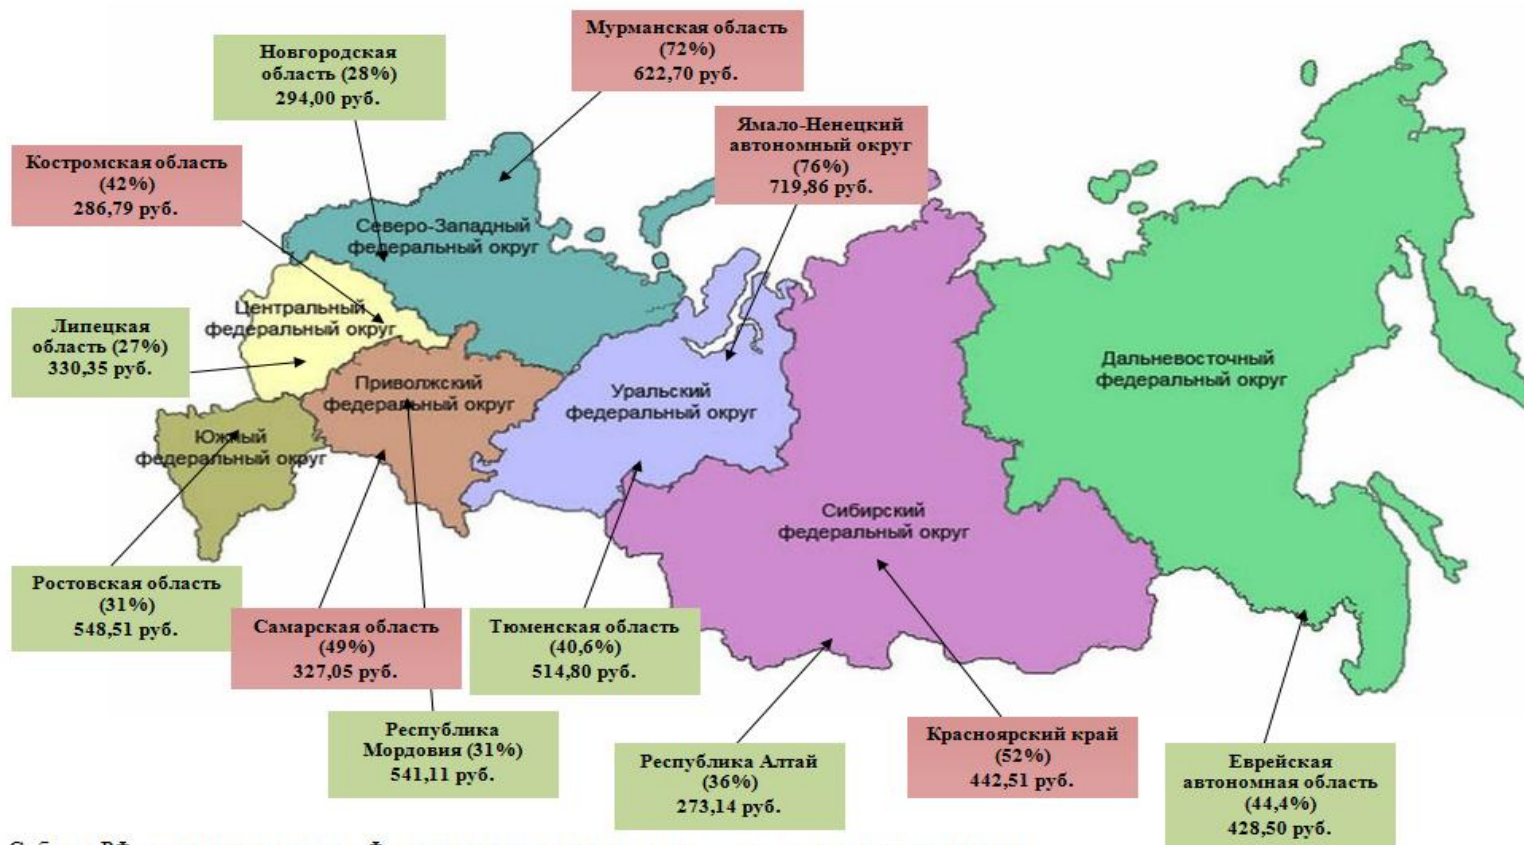 Мурманская область
(72%)
622,70 руб.
Новгородская
область (28%)
294,00 руб.
Ямало-Ненецкий
автономный округ
(76%)
719,86 руб.
Костромская область
(42%)
286,79 руб.
Северо-Западный
федеральный округ
Центральный
федеральный округ
Липецкая
область (27%)
330,35 руб.
Приволжский
федеральный округ
Уральский
федеральный округ
Дальневосточный
федеральный округ
Южный
федеральный округ
Сибирский
федеральный округ
Ростовская область
(31%)
548,51 руб.
Самарская область
(49%)
327,05 руб.
Тюменская область
(40,6%)
514,80 руб.
Республика
Мордовия (31%)
541,11 руб.
Республика Алтай
(36%)
273,14 руб.
Красноярский край
(52%)
442,51 руб.
Еврейская
автономная область
(44,4%)
428,50 руб.